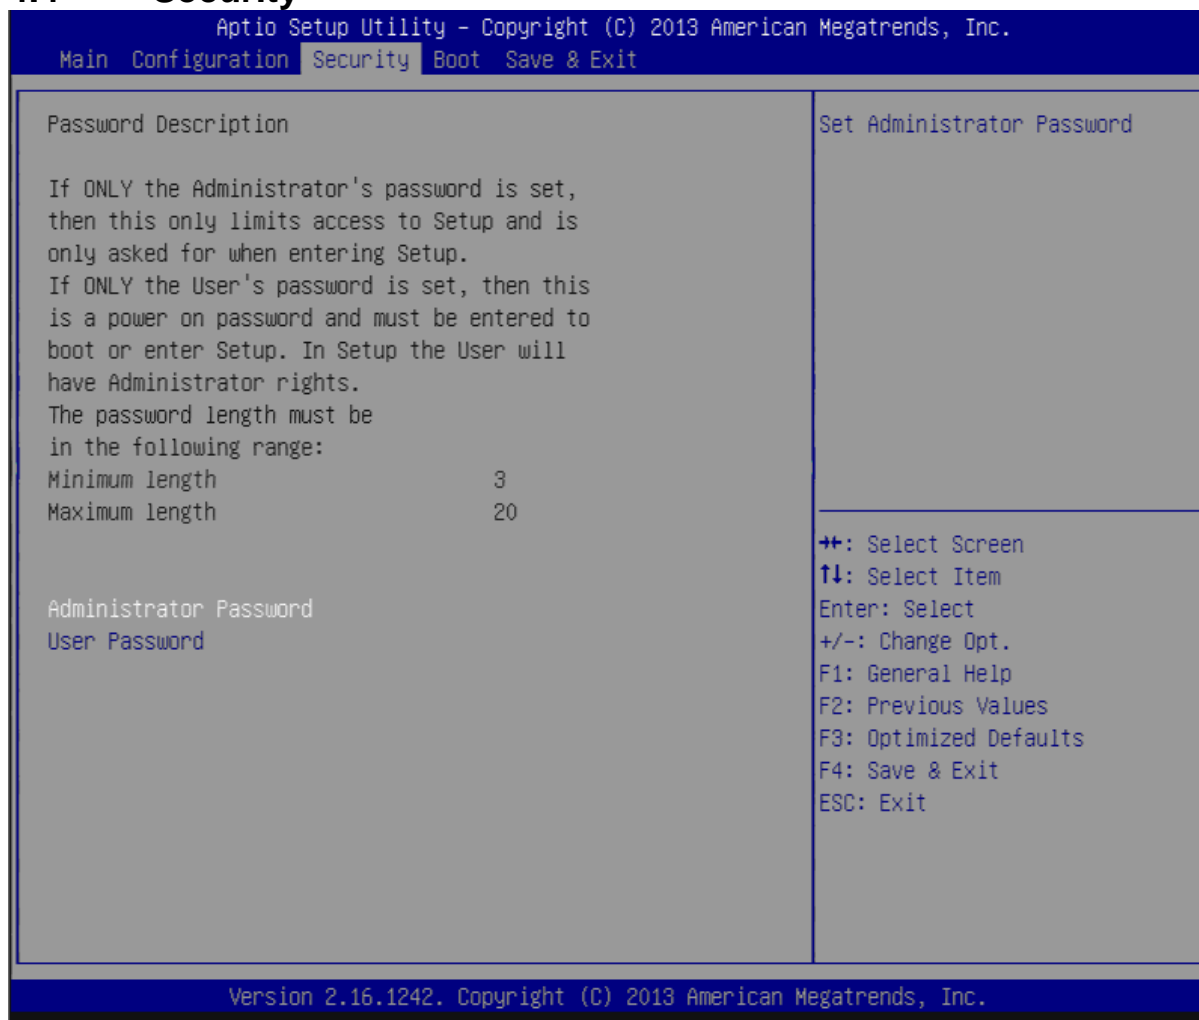 Security
Aptio Setup Utility – Copyright (C) 2013 American Megatrends, Inc.
Main Configuration Security Boot Save & Exit
Password Description
If ONLY the Administrator's password is set,
then this only limits access to Setup and is
only asked for when entering Setup.
If ONLY the User's password is set, then this
is a power on password and must be entered to
boot or enter Setup. In Setup the User will
have Administrator rights.
The password length must be
in the following range:
Minimum length 3
Maximum length 20
Administrator Password
User Password
Set Administrator Password
→←: Select Screen
↑↓: Select Item
Enter: Select
+/-: Change Opt.
F1: General Help
F2: Previous Values
F3: Optimized Defaults
F4: Save & Exit
ESC: Exit
Version 2.16.1242. Copyright (C) 2013 American Megatrends, Inc.